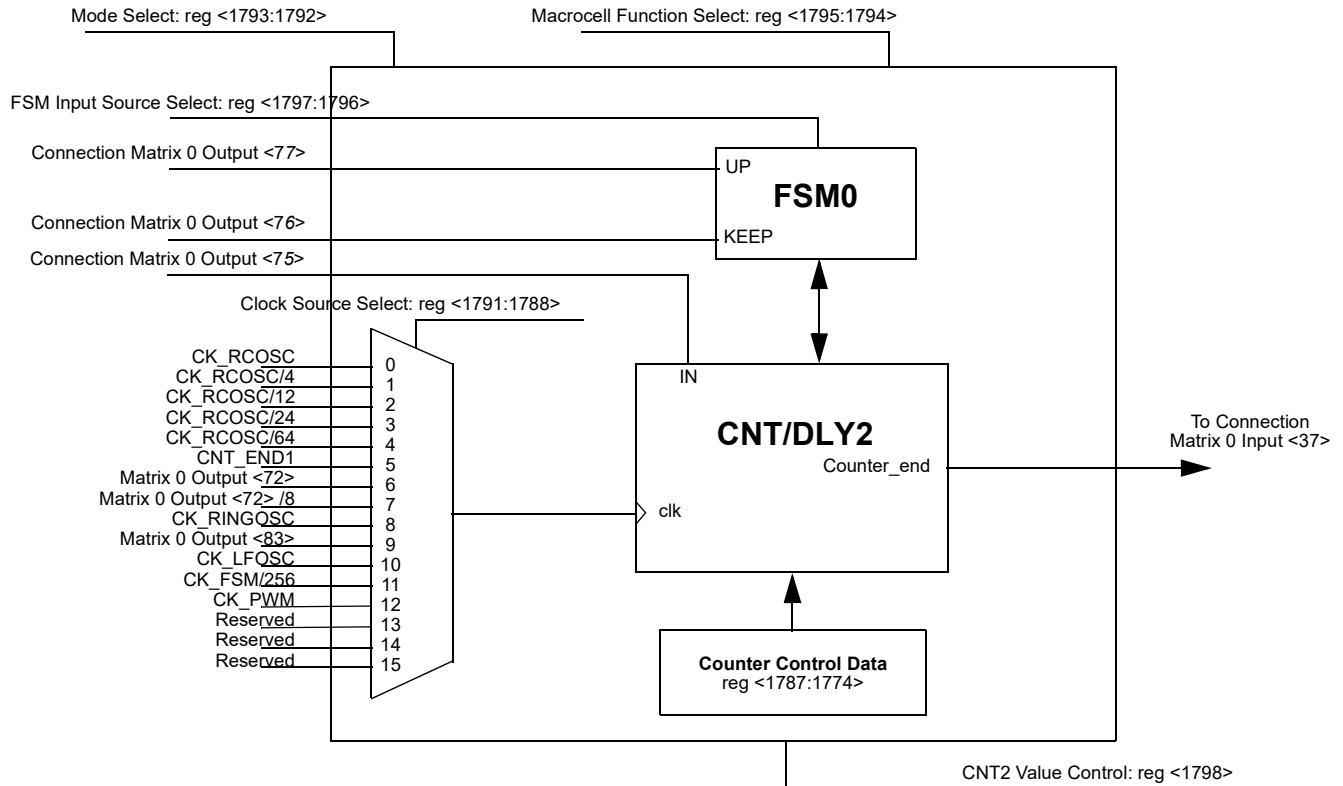 Mode Select: reg <1793:1792>
Macrocell Function Select: reg <1795:1794>
FSM Input Source Select: reg <1797:1796>
Connection Matrix 0 Output <77>
UP
FSM0
Connection Matrix 0 Output <76>
KEEP
Connection Matrix 0 Output <75>
Clock Source Select: reg <1791:1788>
CK_RCOSC 0
CK_RCOSC/4 1
CK_RCOSC/12 2
CK_RCOSC/24 3
CK_RCOSC/64 4
CNT_END1 5
Matrix 0 Output <72> 6
Matrix 0 Output <72> /8 7
CK_RINGOSC 8
Matrix 0 Output <83> 9
CK_LFOSC 10
CK_FSM/256 11
CK_PWM 12
Reserved 13
Reserved 14
Reserved 15
IN
CNT/DLY2
Counter_end
clk
To Connection
Matrix 0 Input <37>
Counter Control Data
reg <1787:1774>
CNT2 Value Control: reg <1798>